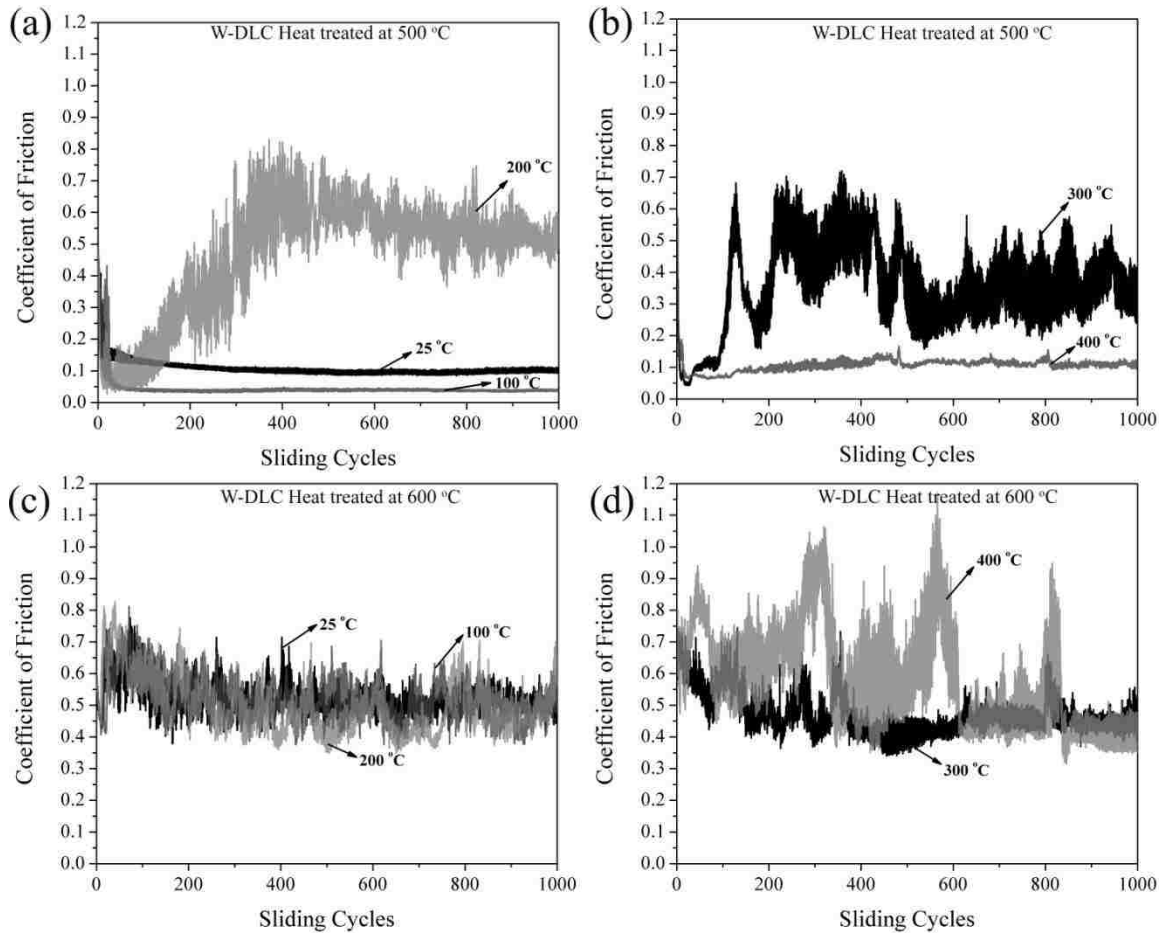 (a)
W-DLC Heat treated at 500 °C
Coefficient of Friction
1.2
1.1
1.0
0.9
0.8
0.7
0.6
0.5
0.4
0.3
0.2
0.1
0.0
200 °C
25 °C
100 °C
0 200 400 600 800 1000
Sliding Cycles
(b)
W-DLC Heat treated at 500 °C
Coefficient of Friction
1.2
1.1
1.0
0.9
0.8
0.7
0.6
0.5
0.4
0.3
0.2
0.1
0.0
300 °C
400 °C
0 200 400 600 800 1000
Sliding Cycles
(c)
W-DLC Heat treated at 600 °C
Coefficient of Friction
1.2
1.1
1.0
0.9
0.8
0.7
0.6
0.5
0.4
0.3
0.2
0.1
0.0
25 °C
100 °C
200 °C
0 200 400 600 800 1000
Sliding Cycles
(d)
W-DLC Heat treated at 600 °C
Coefficient of Friction
1.2
1.1
1.0
0.9
0.8
0.7
0.6
0.5
0.4
0.3
0.2
0.1
0.0
400 °C
300 °C
0 200 400 600 800 1000
Sliding Cycles